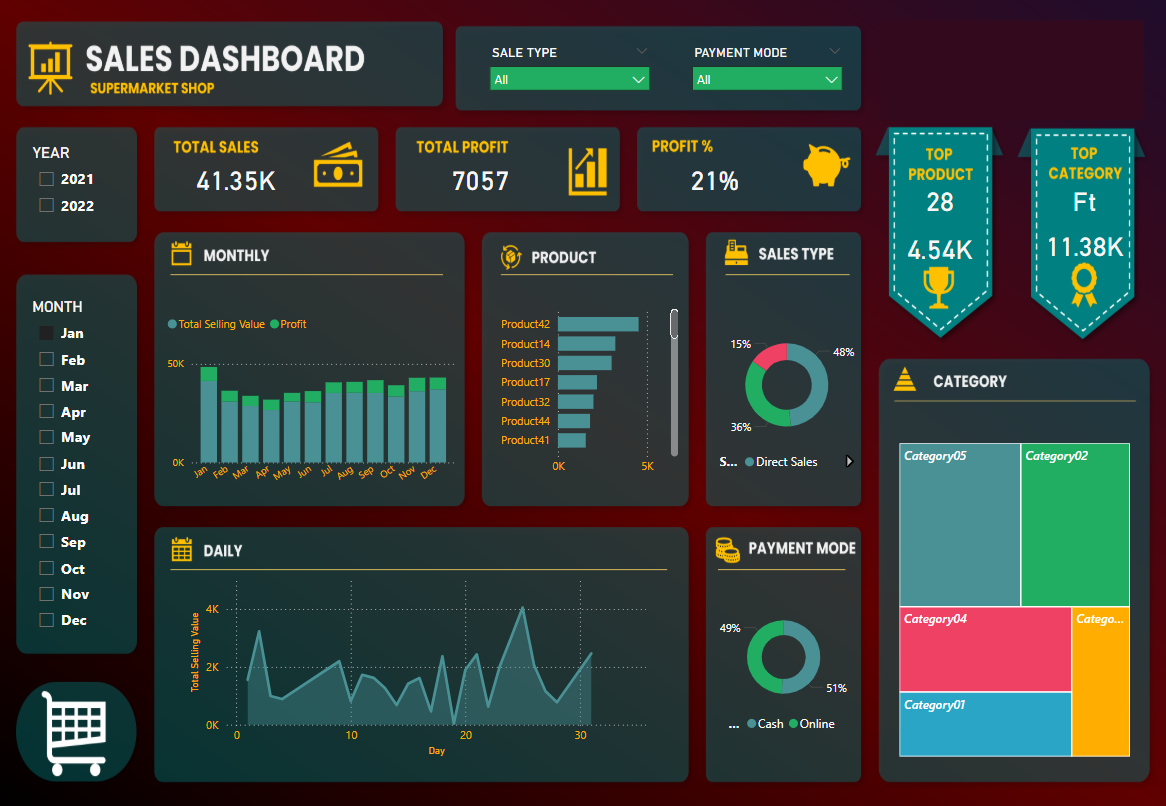 SALES DASHBOARD
SUPERMARKET SHOP
SALE TYPE
All
PAYMENT MODE
All
YEAR
2021
2022
TOTAL SALES
41.35K
TOTAL PROFIT
7057
PROFIT %
21%
TOP
PRODUCT
28
4.54K
TOP
CATEGORY
Ft
11.38K
MONTH
Jan
Feb
Mar
Apr
May
Jun
Jul
Aug
Sep
Oct
Nov
Dec
MONTHLY
Total Selling Value Profit
50K
0K
Jan Feb Mar Apr May Jun Jul Aug Sep Oct Nov Dec
PRODUCT
Product42
Product14
Product30
Product17
Product32
Product44
Product41
0K 5K
SALES TYPE
15%
48%
36%
S... Direct Sales
CATEGORY
Category05
Category02
Category04
Catego...
Category01
DAILY
Total Selling Value
4K
2K
0K
0 10 20 30
Day
PAYMENT MODE
49%
51%
... Cash Online